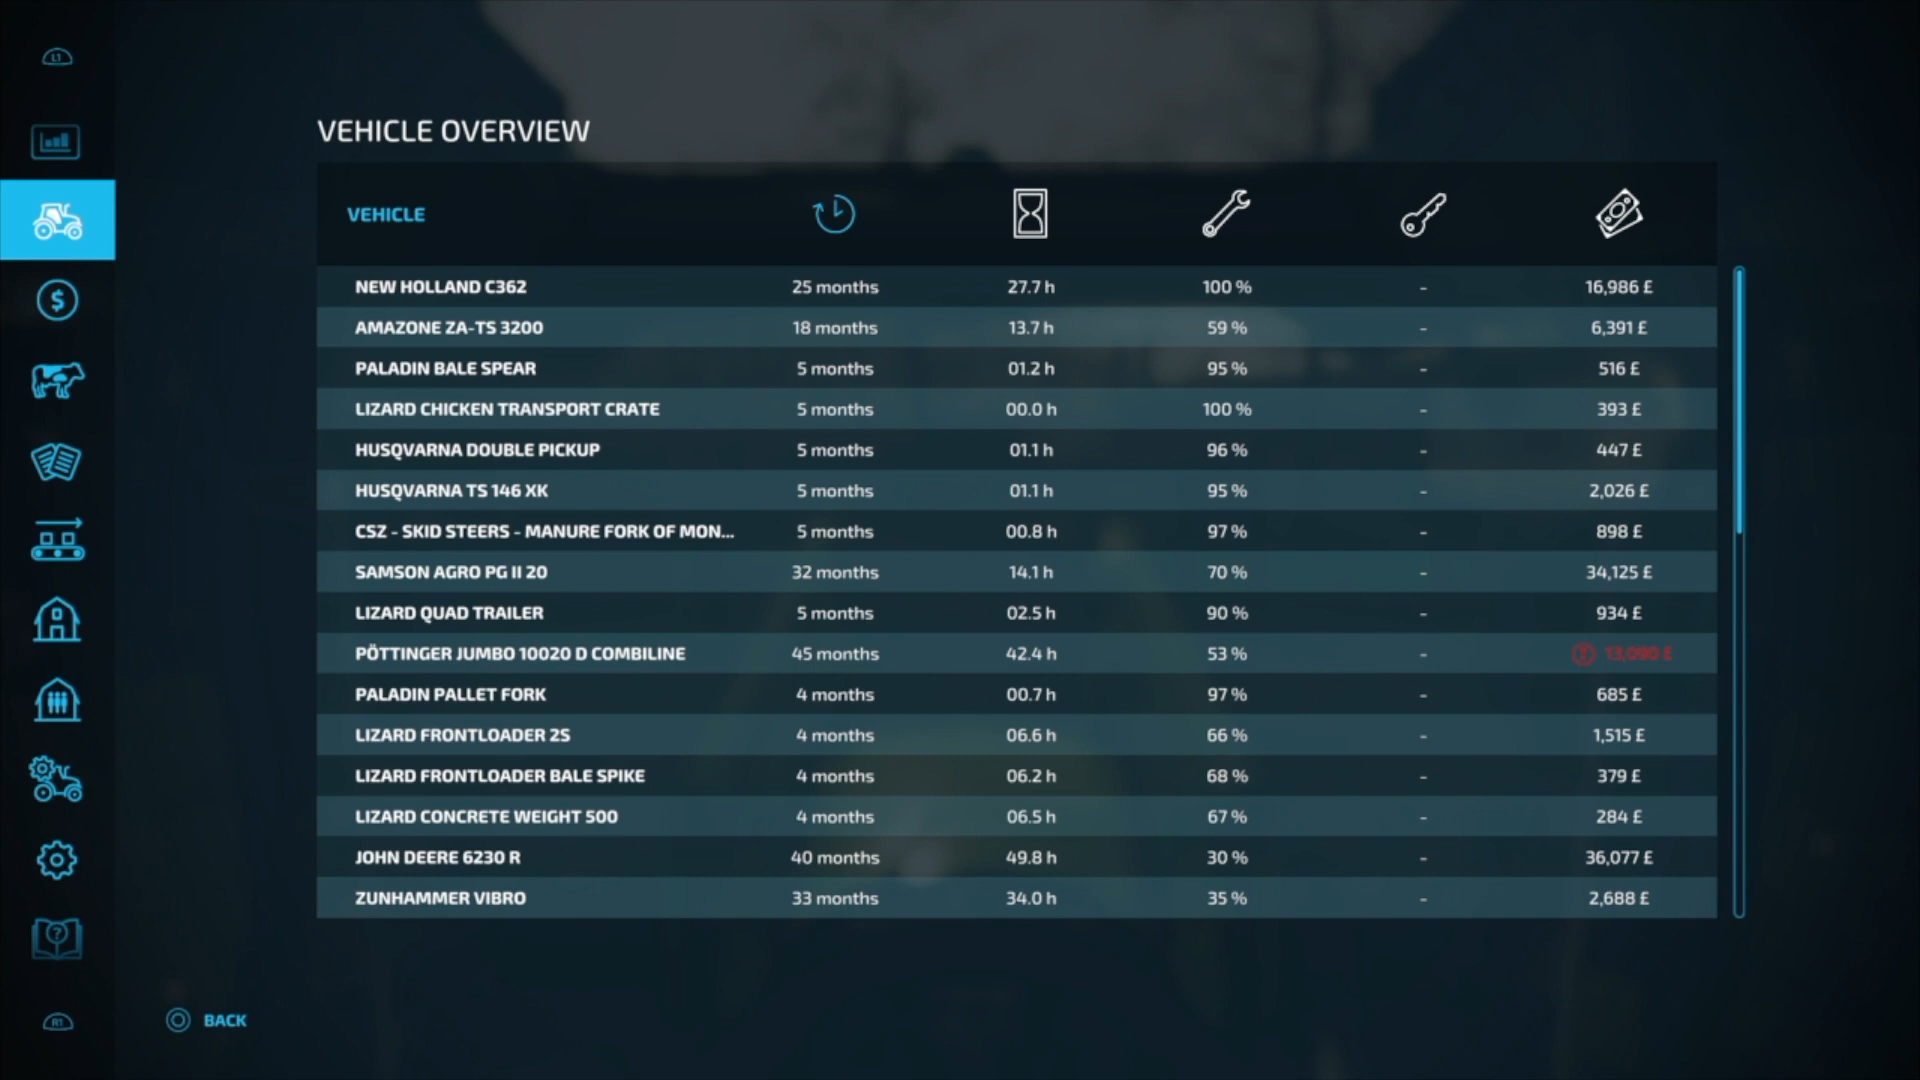 L1
VEHICLE OVERVIEW
VEHICLE
NEW HOLLAND C362 25 months 27.7 h 100 % - 16,986 £
AMAZONE ZA-TS 3200 18 months 13.7 h 59 % - 6,391 £
PALADIN BALE SPEAR 5 months 01.2 h 95 % - 516 £
LIZARD CHICKEN TRANSPORT CRATE 5 months 00.0 h 100 % - 393 £
HUSQVARNA DOUBLE PICKUP 5 months 01.1 h 96 % - 447 £
HUSQVARNA TS 146 XK 5 months 01.1 h 95 % - 2,026 £
CSZ - SKID STEERS - MANURE FORK OF MON... 5 months 00.8 h 97 % - 898 £
SAMSON AGRO PG II 20 32 months 14.1 h 70 % - 34,125 £
LIZARD QUAD TRAILER 5 months 02.5 h 90 % - 934 £
PÖTTINGER JUMBO 10020 D COMBILINE 45 months 42.4 h 53 % - 13,090 £
PALADIN PALLET FORK 4 months 00.7 h 97 % - 685 £
LIZARD FRONTLOADER 2S 4 months 06.6 h 66 % - 1,515 £
LIZARD FRONTLOADER BALE SPIKE 4 months 06.2 h 68 % - 379 £
LIZARD CONCRETE WEIGHT 500 4 months 06.5 h 67 % - 284 £
JOHN DEERE 6230 R 40 months 49.8 h 30 % - 36,077 £
ZUNHAMMER VIBRO 33 months 34.0 h 35 % - 2,688 £
R1
BACK